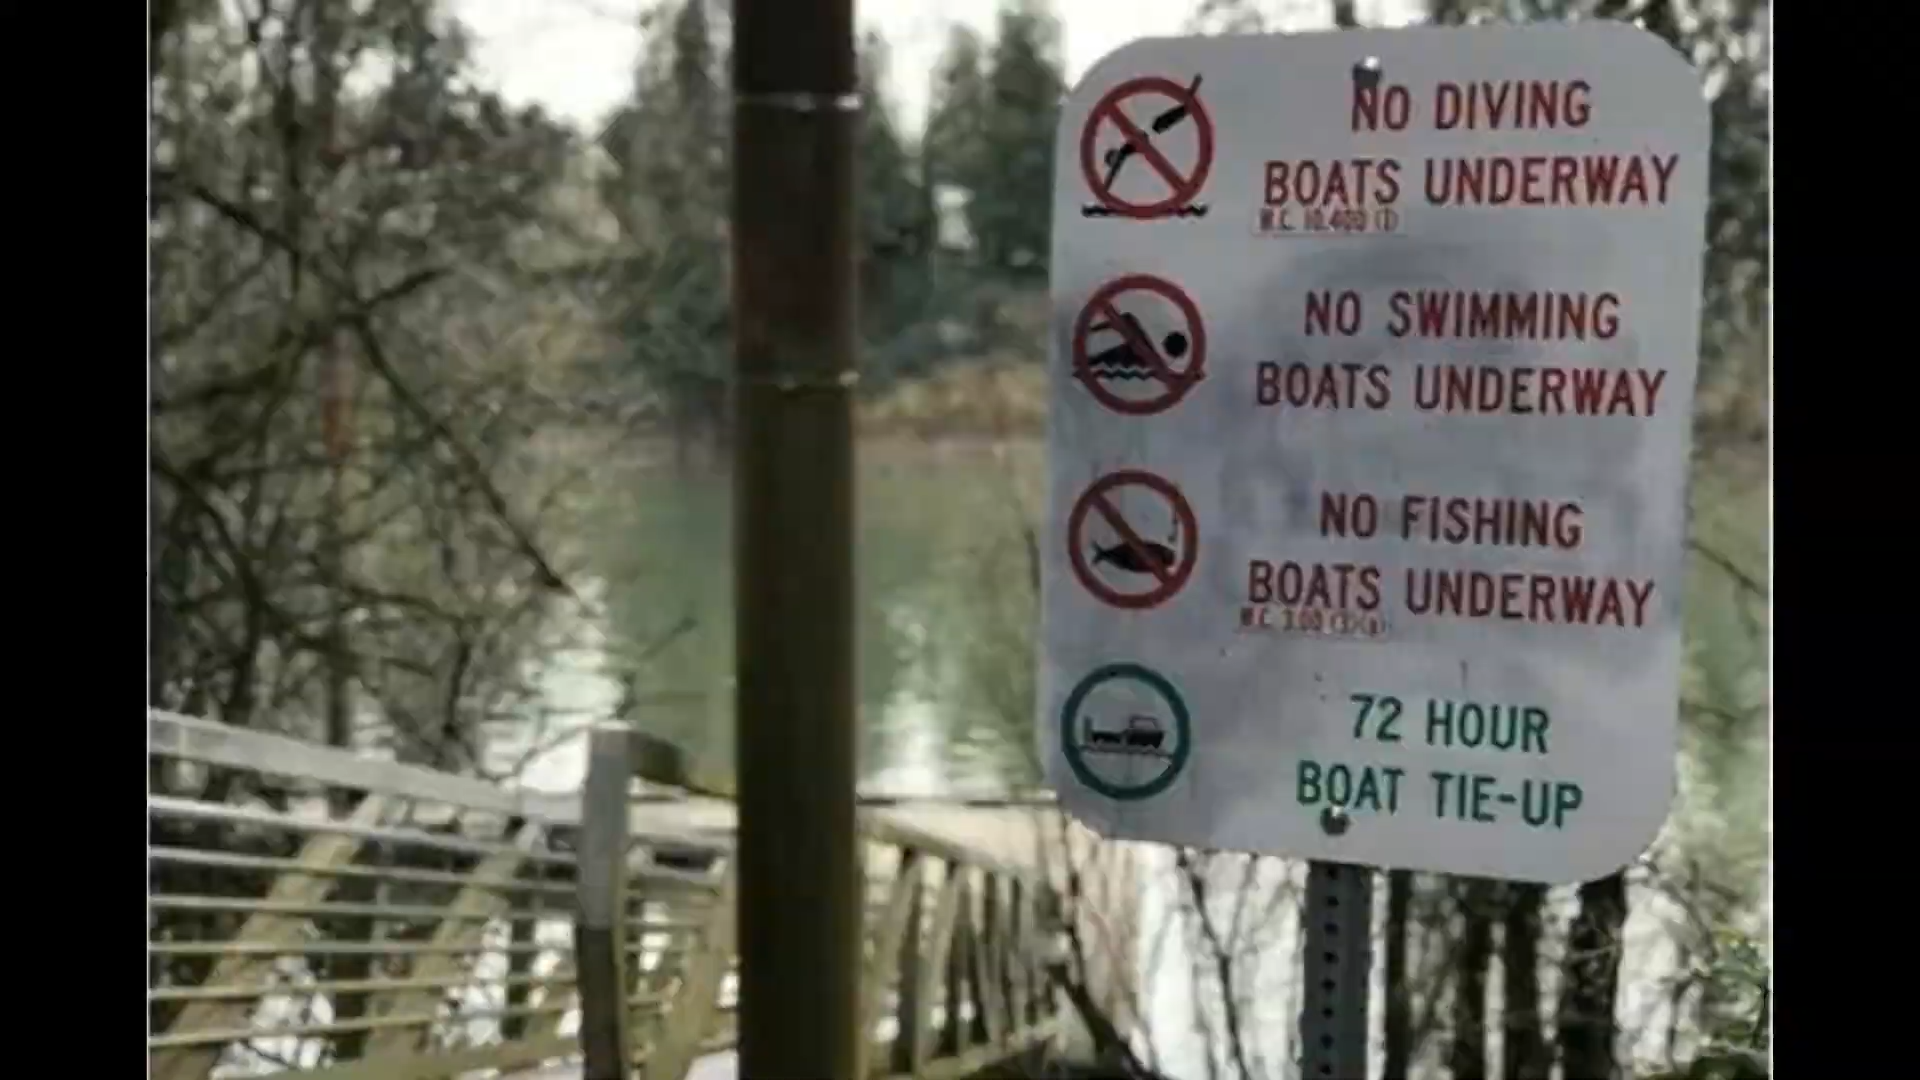 NO DIVING
BOATS UNDERWAY
NO SWIMMING
BOATS UNDERWAY
NO FISHING
BOATS UNDERWAY
72 HOUR
BOAT TIE-UP